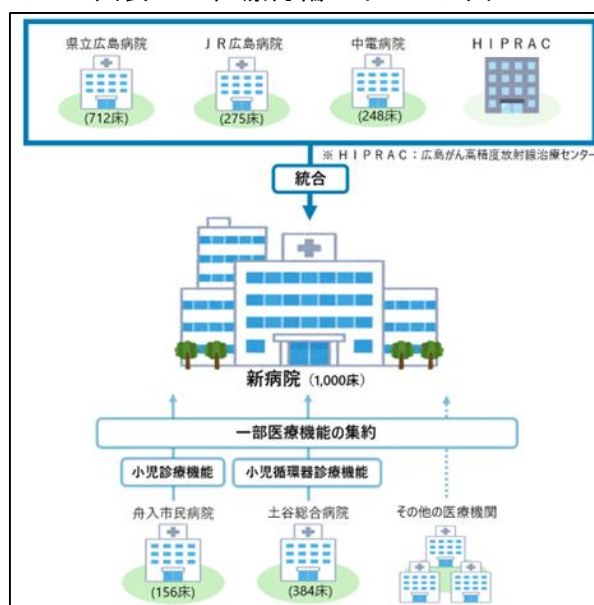 県立広島病院 JR広島病院 中電病院 HIPRAC
(712床) (275床) (248床)
※HIPRAC：広島がん高精度放射線治療センター
統合
新病院(1,000床)
一部医療機能の集約
小児診療機能 小児循環器診療機能
舟入市民病院 土谷総合病院 その他の医療機関
(156床) (384床)